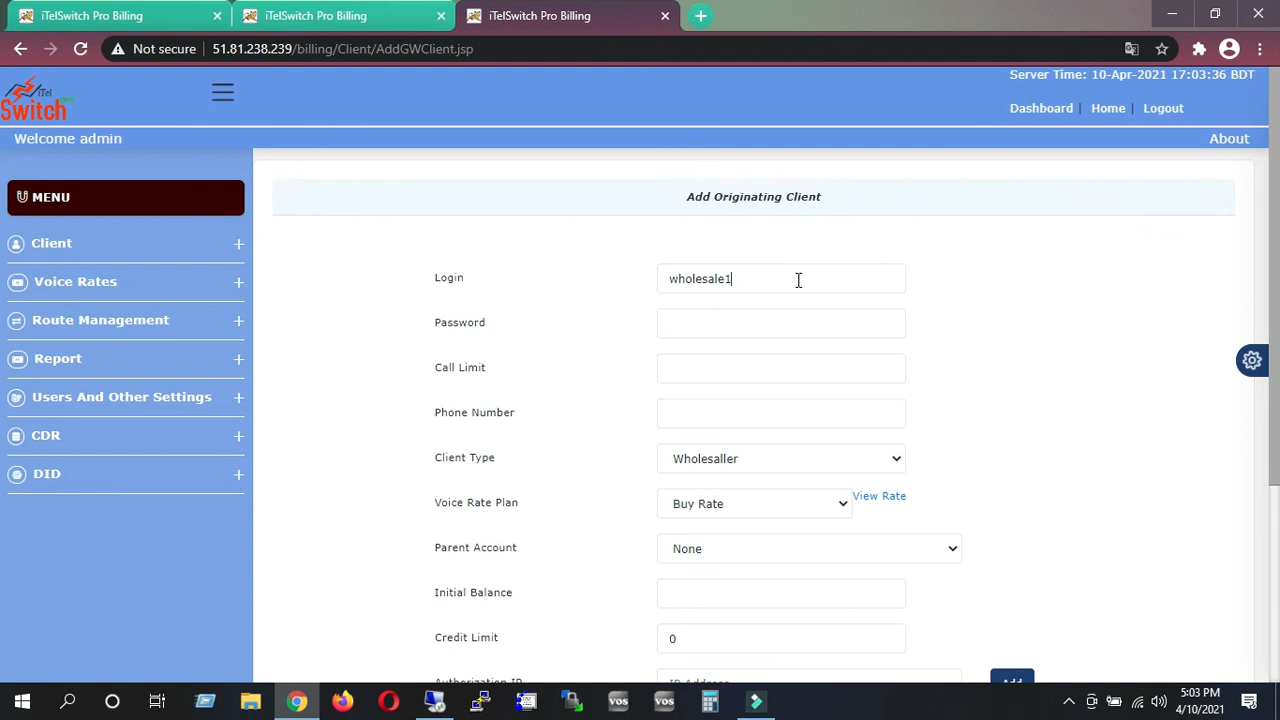 iTelSwitch Pro Billing
iTelSwitch Pro Billing
iTelSwitch Pro Billing
Not secure 51.81.238.239/billing/Client/AddGWClient.jsp
iTel
Switch
Server Time: 10-Apr-2021 17:03:36 BDT
Dashboard | Home | Logout
Welcome admin
About
MENU
Client
Voice Rates
Route Management
Report
Users And Other Settings
CDR
DID
Add Originating Client
Login wholesale1
Password
Call Limit
Phone Number
Client Type Wholesaller
Voice Rate Plan Buy Rate View Rate
Parent Account None
Initial Balance
Credit Limit 0
Authorization IP IP Address Add
VOS
VOS
5:03 PM
4/10/2021